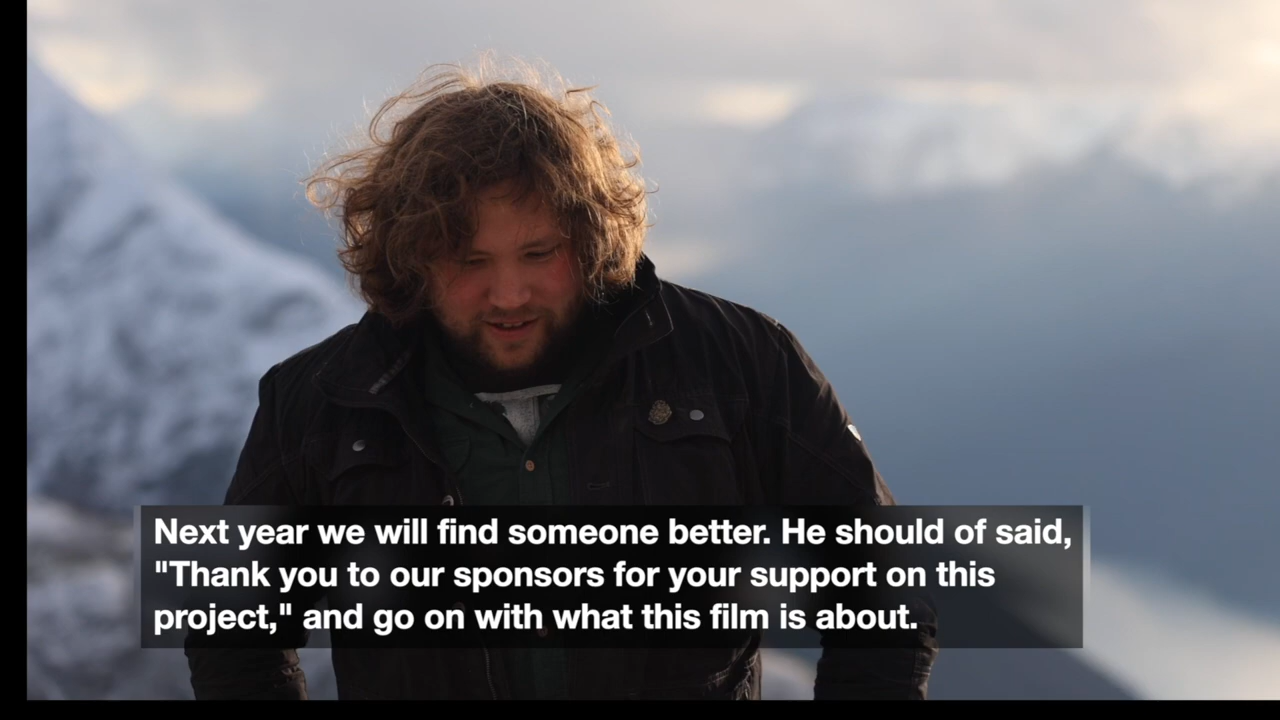 Next year we will find someone better. He should of said,
"Thank you to our sponsors for your support on this
project," and go on with what this film is about.